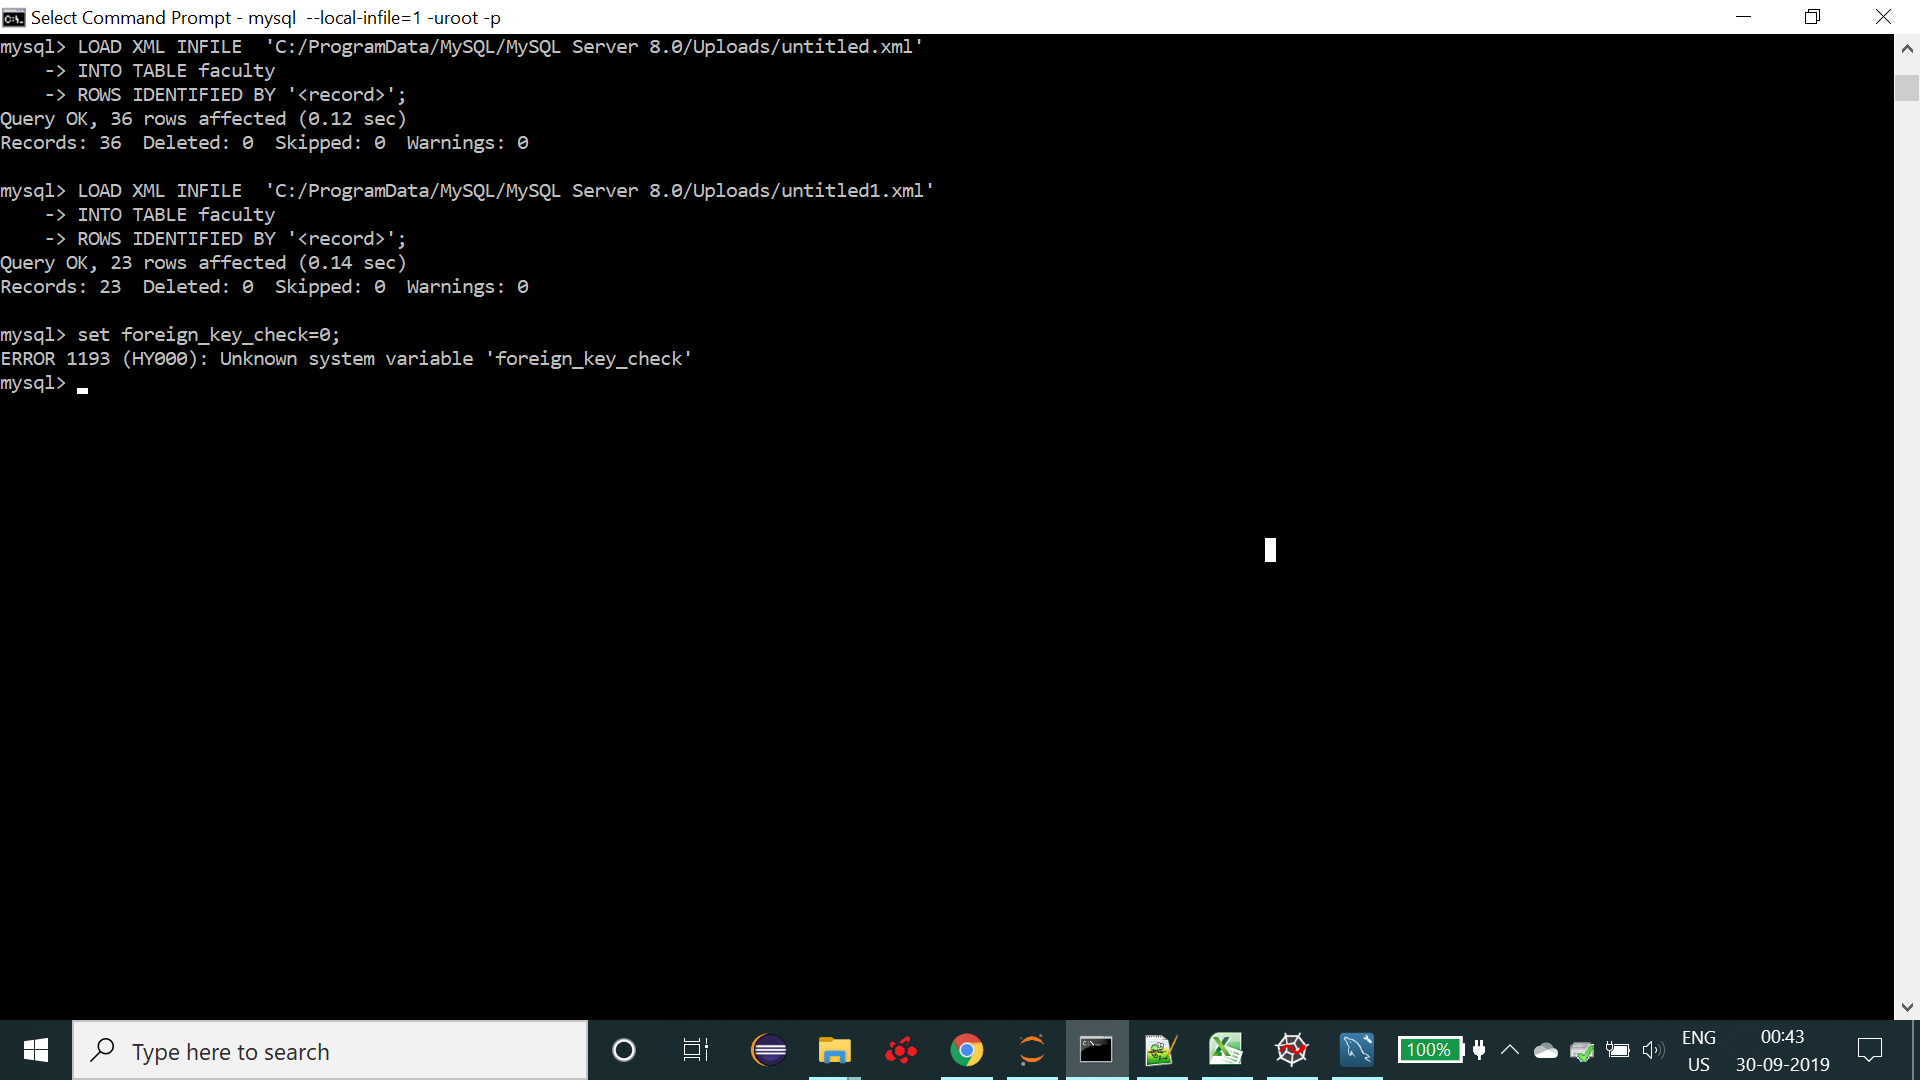 Select Command Prompt - mysql  --local-infile=1 -uroot -p
mysql> LOAD XML INFILE  'C:/ProgramData/MySQL/MySQL Server 8.0/Uploads/untitled.xml'
    -> INTO TABLE faculty
    -> ROWS IDENTIFIED BY '<record>';
Query OK, 36 rows affected (0.12 sec)
Records: 36  Deleted: 0  Skipped: 0  Warnings: 0
mysql> LOAD XML INFILE  'C:/ProgramData/MySQL/MySQL Server 8.0/Uploads/untitled1.xml'
    -> INTO TABLE faculty
    -> ROWS IDENTIFIED BY '<record>';
Query OK, 23 rows affected (0.14 sec)
Records: 23  Deleted: 0  Skipped: 0  Warnings: 0
mysql> set foreign_key_check=0;
ERROR 1193 (HY000): Unknown system variable 'foreign_key_check'
mysql>
Type here to search
100%
ENG
US
00:43
30-09-2019